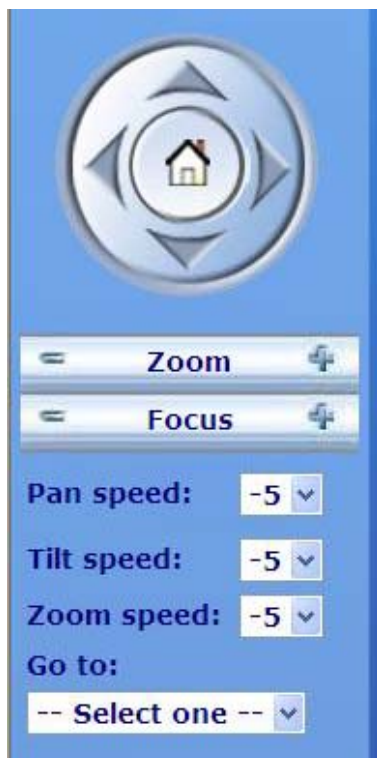 Zoom
Focus
Pan speed: -5
Tilt speed: -5
Zoom speed: -5
Go to:
-- Select one --